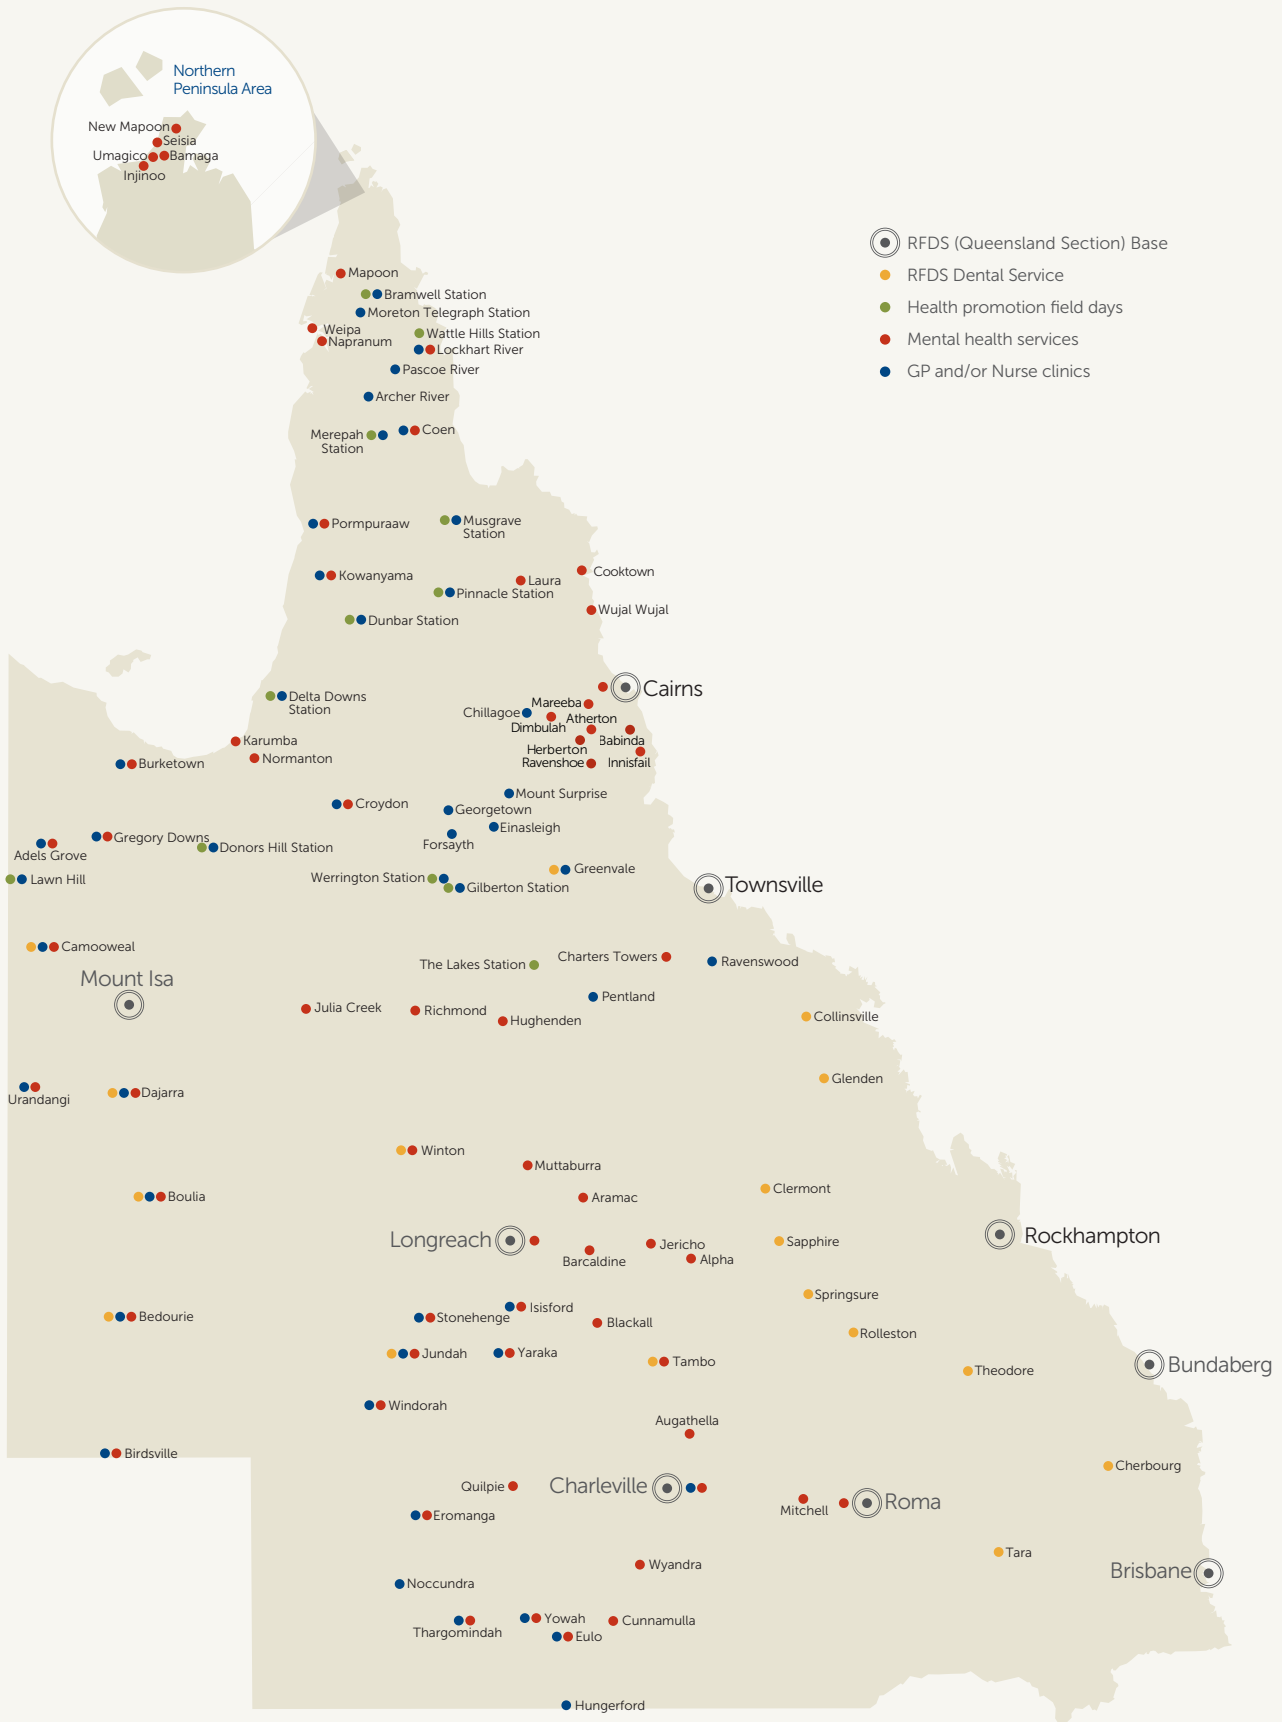 Northern
Peninsula Area
New Mapoon
Seisia
Umagico
Bamaga
Injinoo
RFDS (Queensland Section) Base
RFDS Dental Service
Health promotion field days
Mental health services
GP and/or Nurse clinics
Mapoon
Bramwell Station
Moreton Telegraph Station
Weipa
Wattle Hills Station
Napranum
Lockhart River
Pascoe River
Archer River
Merepah
Station
Coen
Pormpuraaw
Musgrave
Station
Kowanyama
Laura
Cooktown
Pinnacle Station
Wujal Wujal
Dunbar Station
Cairns
Delta Downs
Station
Mareeba
Chillagoe
Atherton
Dimbulah
Karumba
Babinda
Herberton
Normanton
Ravenshoe
Innisfail
Burketown
Mount Surprise
Croydon
Georgetown
Einasleigh
Gregory Downs
Forsayth
Donors Hill Station
Adels Grove
Greenvale
Lawn Hill
Werrington Station
Gilberton Station
Townsville
Camooweal
Charters Towers
Ravenswood
The Lakes Station
Mount Isa
Pentland
Julia Creek
Richmond
Hughenden
Collinsville
Glenden
Urandangi
Dajarra
Winton
Muttaburra
Clermont
Boulia
Aramac
Longreach
Jericho
Sapphire
Rockhampton
Barcaldine
Alpha
Springsure
Bedourie
Isisford
Stonehenge
Blackall
Rolleston
Jundah
Yaraka
Tambo
Theodore
Bundaberg
Windorah
Augathella
Birdsville
Cherbourg
Quilpie
Charleville
Mitchell
Roma
Eromanga
Tara
Wyandra
Brisbane
Noccundra
Thargomindah
Yowah
Cunnamulla
Eulo
Hungerford